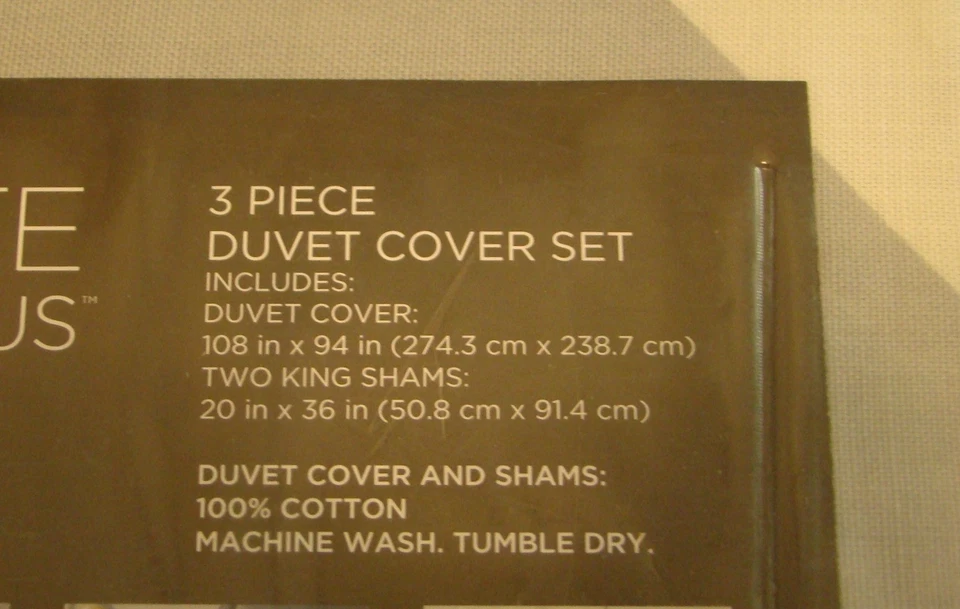 TE
US™
3 PIECE
DUVET COVER SET
INCLUDES:
DUVET COVER:
108 in x 94 in (274.3 cm x 238.7 cm)
TWO KING SHAMS:
20 in x 36 in (50.8 cm x 91.4 cm)
DUVET COVER AND SHAMS:
100% COTTON
MACHINE WASH. TUMBLE DRY.